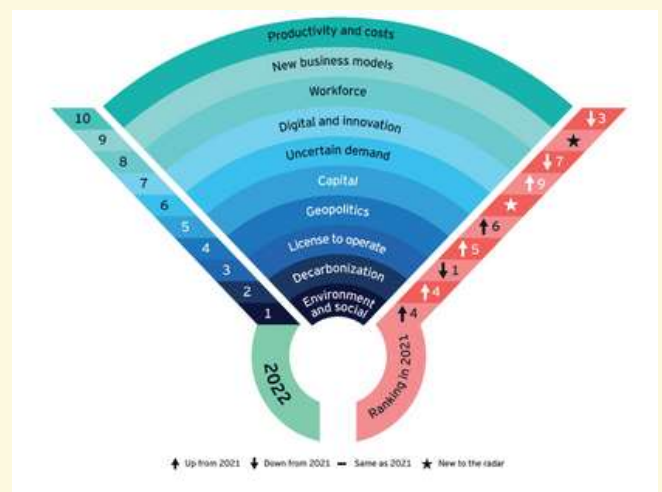 Productivity and costs
New business models
Workforce
Digital and innovation
Uncertain demand
Capital
Geopolitics
License to operate
Decarbonization
Environment
and social
10
9
8
7
6
5
4
3
2
1
2022
3
7
9
6
5
1
4
4
Ranking in 2021
Up from 2021 Down from 2021 Same as 2021 New to the radar